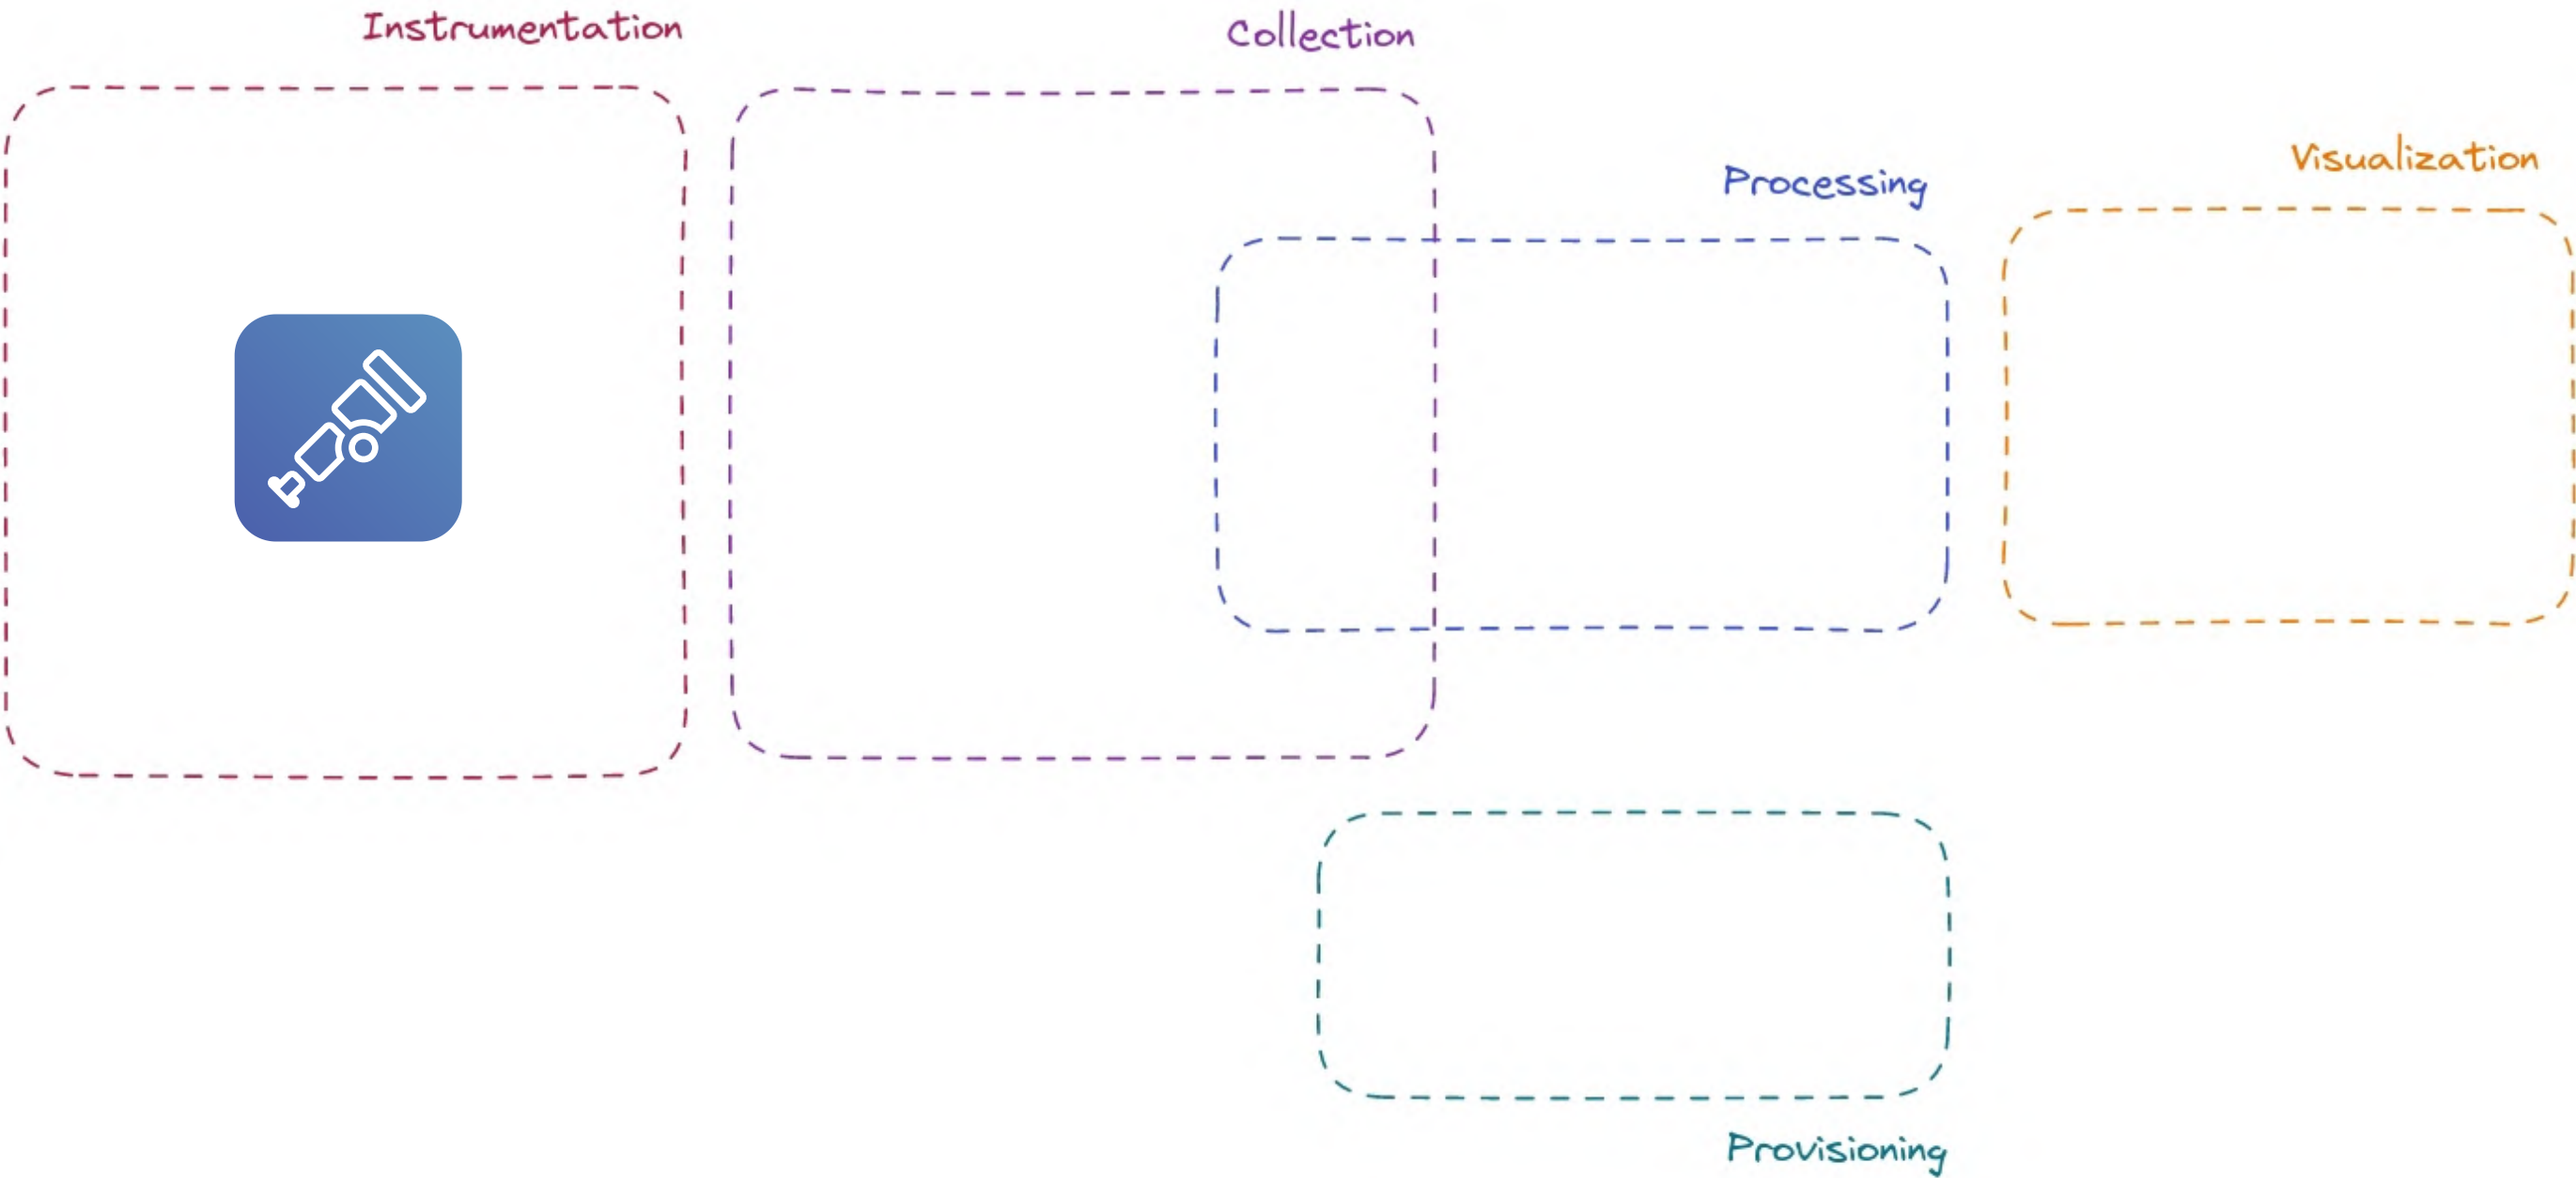 Instrumentation
Collection
Processing
Visualization
Provisioning